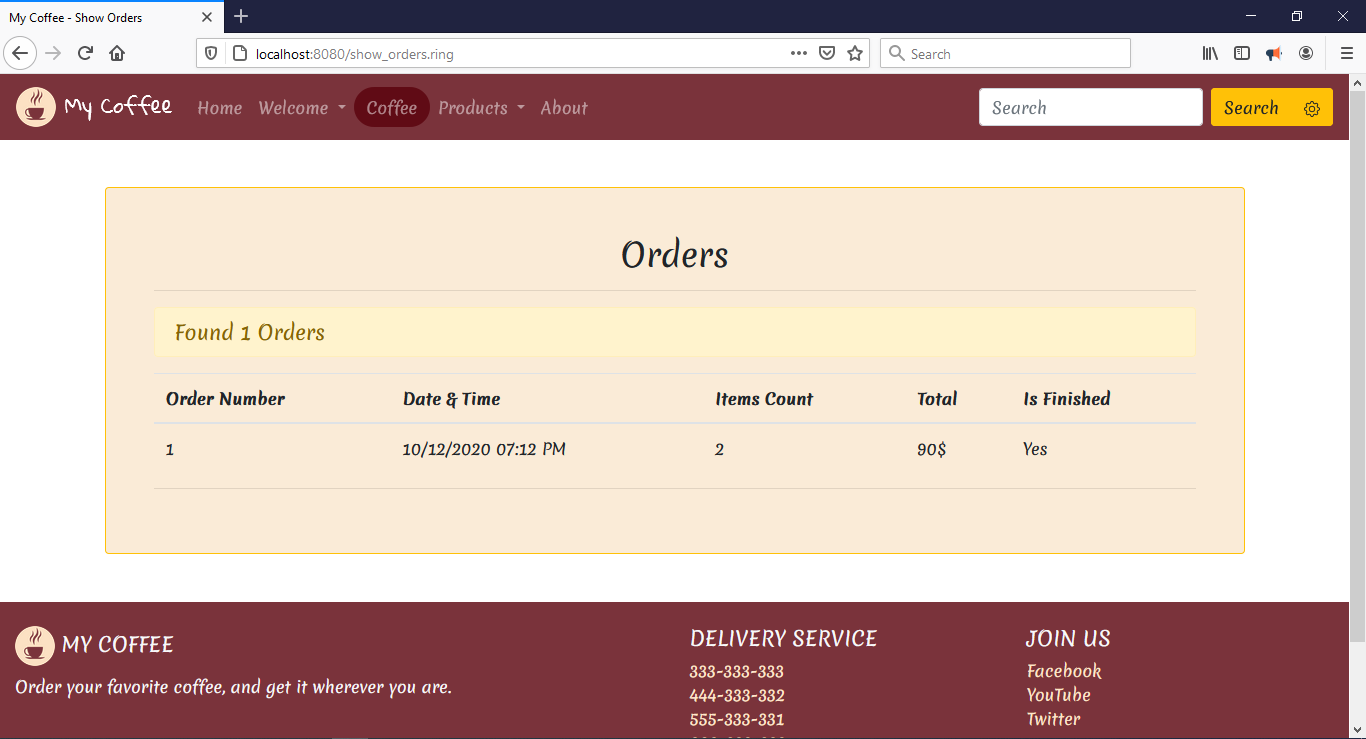 My Coffee - Show Orders
localhost:8080/show_orders.ring
Search
My Coffee Home Welcome Coffee Products About Search Search
Orders
Found 1 Orders
Order Number Date & Time Items Count Total Is Finished
1 10/12/2020 07:12 PM 2 90$ Yes
MY COFFEE
Order your favorite coffee, and get it wherever you are.
DELIVERY SERVICE
333-333-333
444-333-332
555-333-331
JOIN US
Facebook
YouTube
Twitter